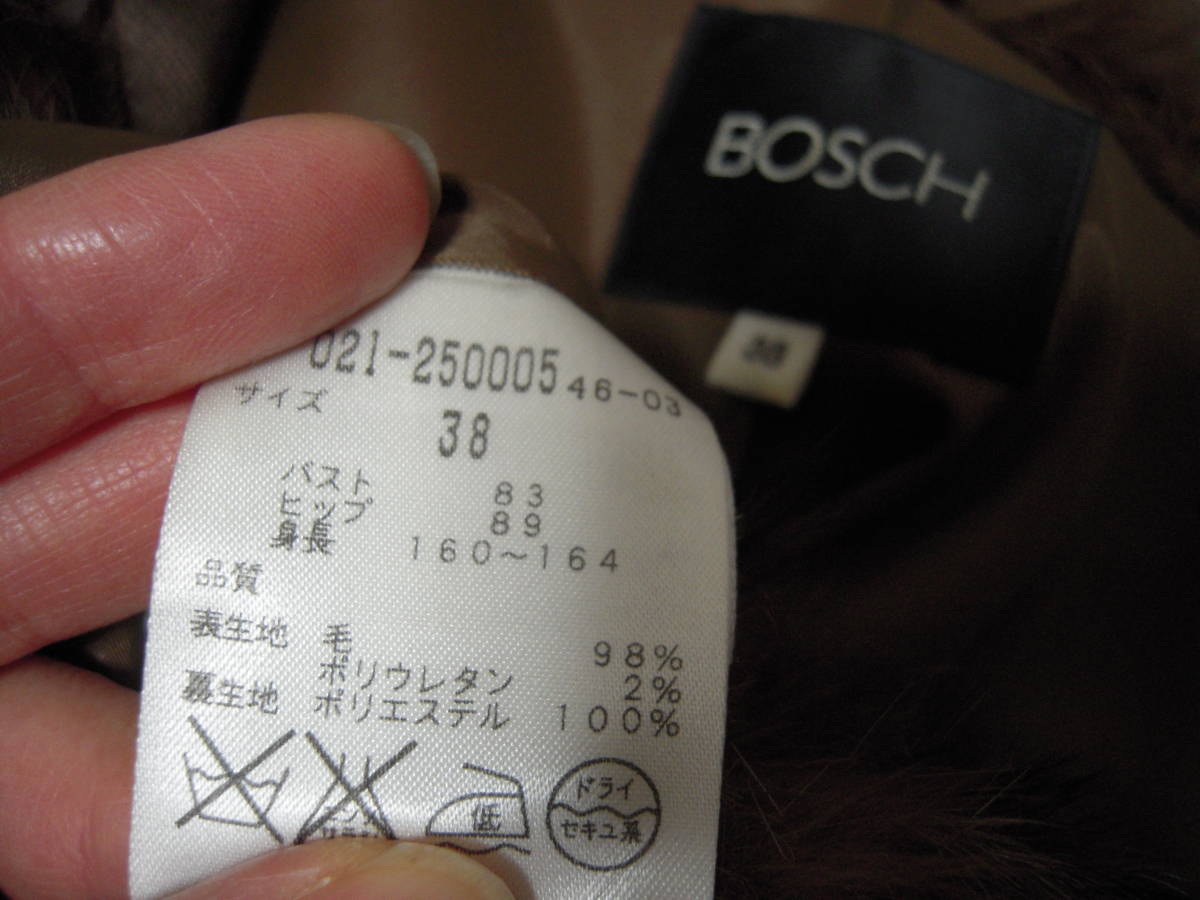 BOSCH
38
021-250005 46-03
サイズ
38
バスト 83
ヒップ 89
身長 160〜164
品質
表生地 毛 98%
ポリウレタン 2%
裏生地 ポリエステル 100%
低
ドライ
セキユ系